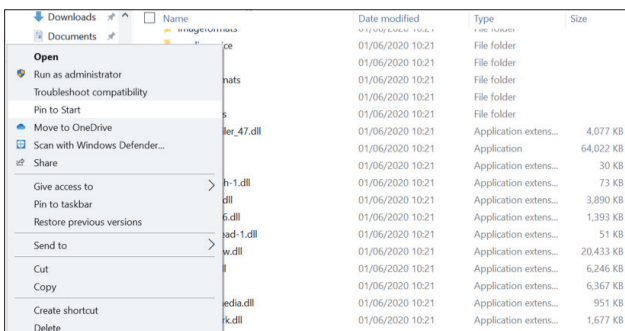 Downloads
Documents
Name Date modified Type Size
imageformats 01/06/2020 10:21 File folder
ce 01/06/2020 10:21 File folder
01/06/2020 10:21 File folder
mats 01/06/2020 10:21 File folder
01/06/2020 10:21 File folder
s 01/06/2020 10:21 File folder
ler_47.dll 01/06/2020 10:21 Application extens... 4,077 KB
01/06/2020 10:21 Application 64,022 KB
01/06/2020 10:21 Application extens... 30 KB
h-1.dll 01/06/2020 10:21 Application extens... 73 KB
dll 01/06/2020 10:21 Application extens... 3,890 KB
6.dll 01/06/2020 10:21 Application extens... 1,393 KB
ead-1.dll 01/06/2020 10:21 Application extens... 51 KB
w.dll 01/06/2020 10:21 Application extens... 20,433 KB
l 01/06/2020 10:21 Application extens... 6,246 KB
01/06/2020 10:21 Application extens... 6,367 KB
edia.dll 01/06/2020 10:21 Application extens... 951 KB
rk.dll 01/06/2020 10:21 Application extens... 1,677 KB
Open
Run as administrator
Troubleshoot compatibility
Pin to Start
Move to OneDrive
Scan with Windows Defender...
Share
Give access to
Pin to taskbar
Restore previous versions
Send to
Cut
Copy
Create shortcut
Delete